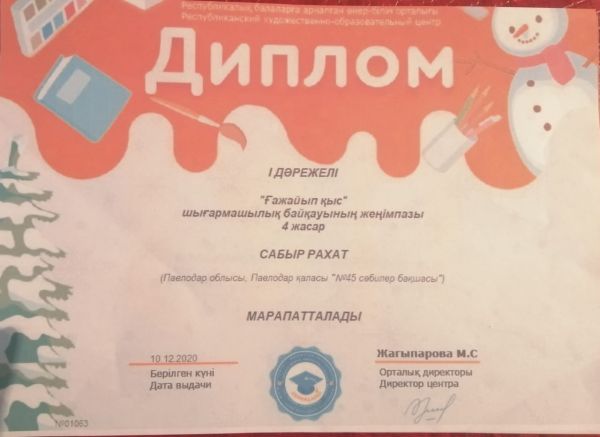 Республикалық балаларға арналған өнер-білім орталығы
Республиканский художественно-образовательный центр
Диплом
I ДӘРЕЖЕЛІ
"Ғажайып қыс"
шығармашылық байқауының жеңімпазы
4 жасар
САБЫР РАХАТ
(Павлодар облысы, Павлодар қаласы "№45 сәбилер бақшасы")
МАРАПАТТАЛАДЫ
10.12.2020
Берілген күні
Дата выдачи
Жагыпарова М.С
Орталық директоры
Директор центра
№01063